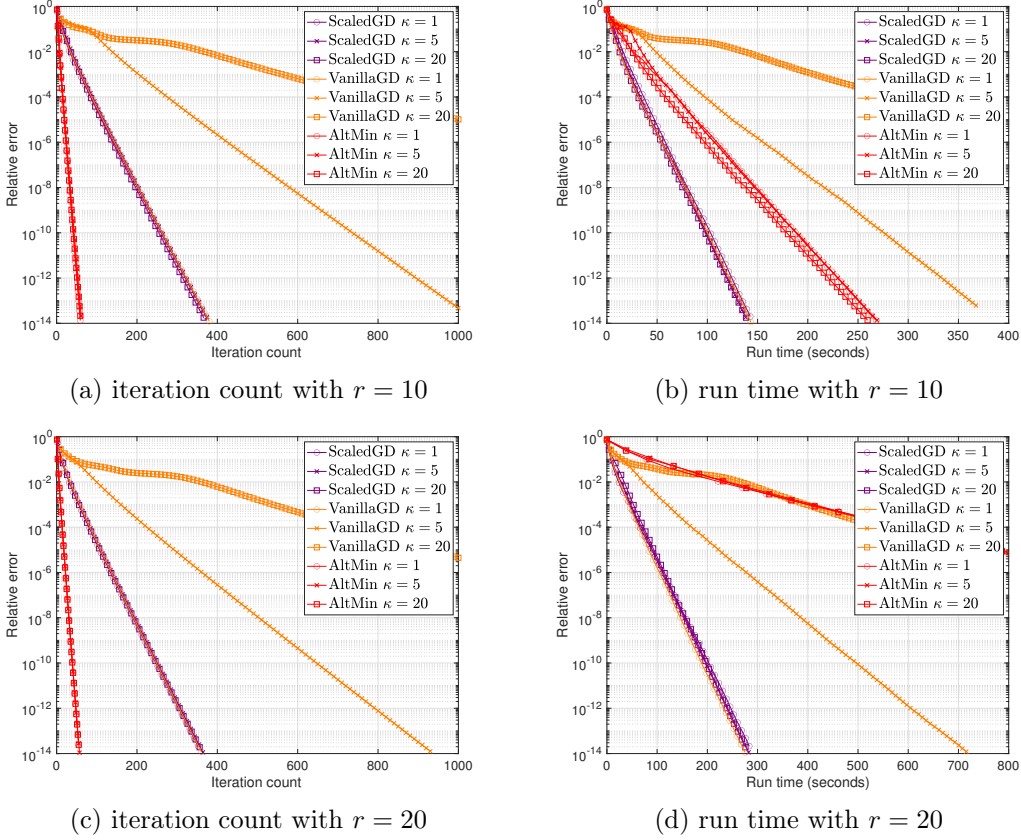 10^0
10^{-2}
10^{-4}
10^{-6}
10^{-8}
10^{-10}
10^{-12}
10^{-14}
Relative error
ScaledGD κ = 1
ScaledGD κ = 5
ScaledGD κ = 20
VanillaGD κ = 1
VanillaGD κ = 5
VanillaGD κ = 20
AltMin κ = 1
AltMin κ = 5
AltMin κ = 20
0 200 400 600 800 1000
Iteration count
(a) iteration count with r = 10
10^0
10^{-2}
10^{-4}
10^{-6}
10^{-8}
10^{-10}
10^{-12}
10^{-14}
Relative error
ScaledGD κ = 1
ScaledGD κ = 5
ScaledGD κ = 20
VanillaGD κ = 1
VanillaGD κ = 5
VanillaGD κ = 20
AltMin κ = 1
AltMin κ = 5
AltMin κ = 20
0 50 100 150 200 250 300 350 400
Run time (seconds)
(b) run time with r = 10
10^0
10^{-2}
10^{-4}
10^{-6}
10^{-8}
10^{-10}
10^{-12}
10^{-14}
Relative error
ScaledGD κ = 1
ScaledGD κ = 5
ScaledGD κ = 20
VanillaGD κ = 1
VanillaGD κ = 5
VanillaGD κ = 20
AltMin κ = 1
AltMin κ = 5
AltMin κ = 20
0 200 400 600 800 1000
Iteration count
(c) iteration count with r = 20
10^0
10^{-2}
10^{-4}
10^{-6}
10^{-8}
10^{-10}
10^{-12}
10^{-14}
Relative error
ScaledGD κ = 1
ScaledGD κ = 5
ScaledGD κ = 20
VanillaGD κ = 1
VanillaGD κ = 5
VanillaGD κ = 20
AltMin κ = 1
AltMin κ = 5
AltMin κ = 20
0 100 200 300 400 500 600 700 800
Run time (seconds)
(d) run time with r = 20